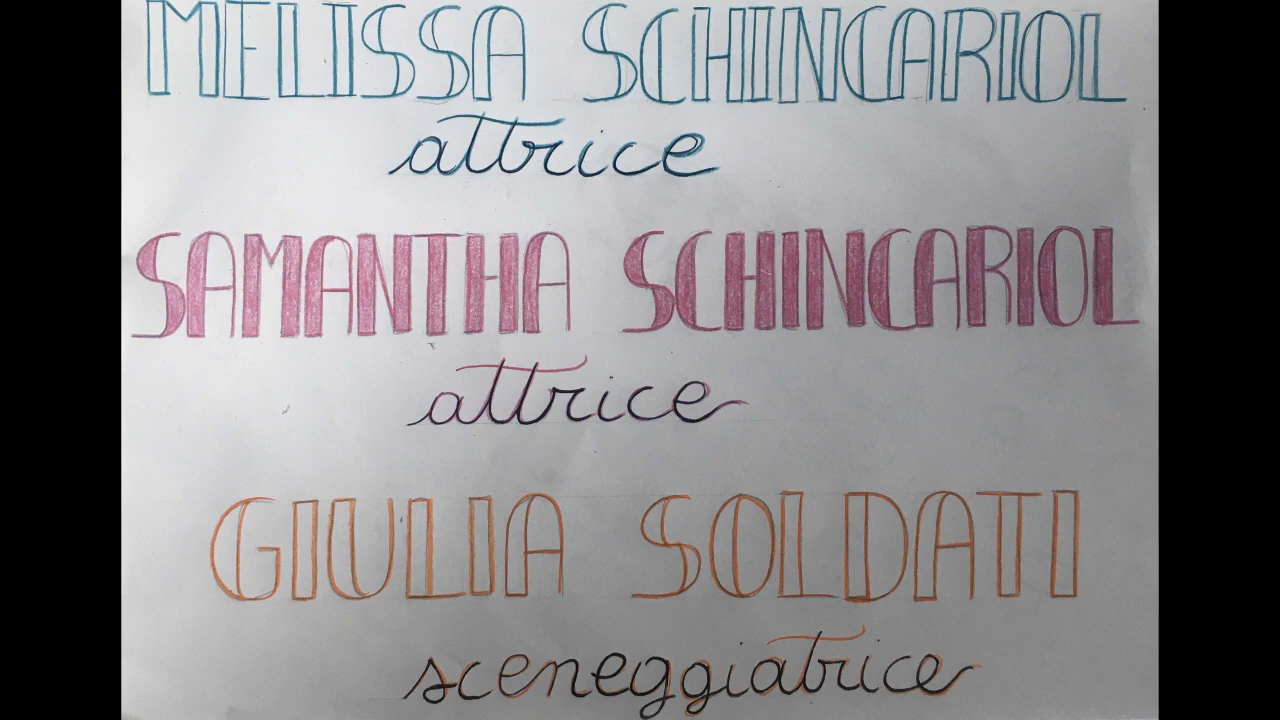 MELISSA SCHINCARIOL
attrice
SAMANTHA SCHINCARIOL
attrice
GIULIA SOLDATI
sceneggiatrice